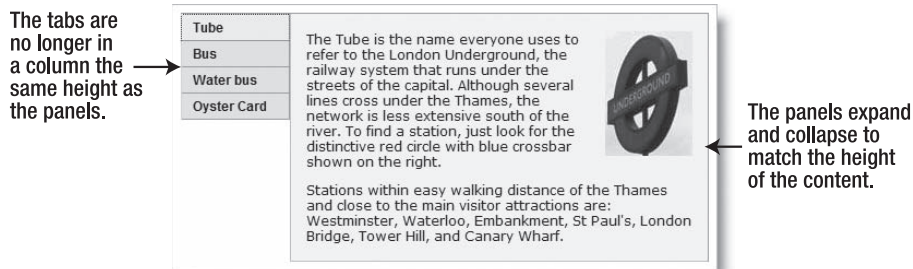 The tabs are
no longer in
a column the
same height as
the panels.
Tube
Bus
Water bus
Oyster Card
The Tube is the name everyone uses to
refer to the London Underground, the
railway system that runs under the
streets of the capital. Although several
lines cross under the Thames, the
network is less extensive south of the
river. To find a station, just look for the
distinctive red circle with blue crossbar
shown on the right.
Stations within easy walking distance of the Thames
and close to the main visitor attractions are:
Westminster, Waterloo, Embankment, St Paul's, London
Bridge, Tower Hill, and Canary Wharf.
UNDERGROUND
The panels expand
and collapse to
match the height
of the content.